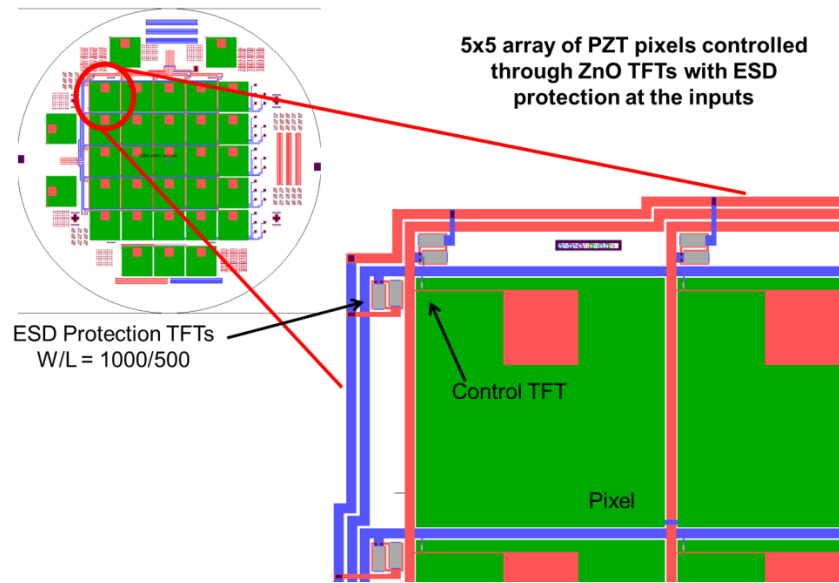 5x5 array of PZT pixels controlled
through ZnO TFTs with ESD
protection at the inputs
ESD Protection TFTs
W/L = 1000/500
Control TFT
Pixel